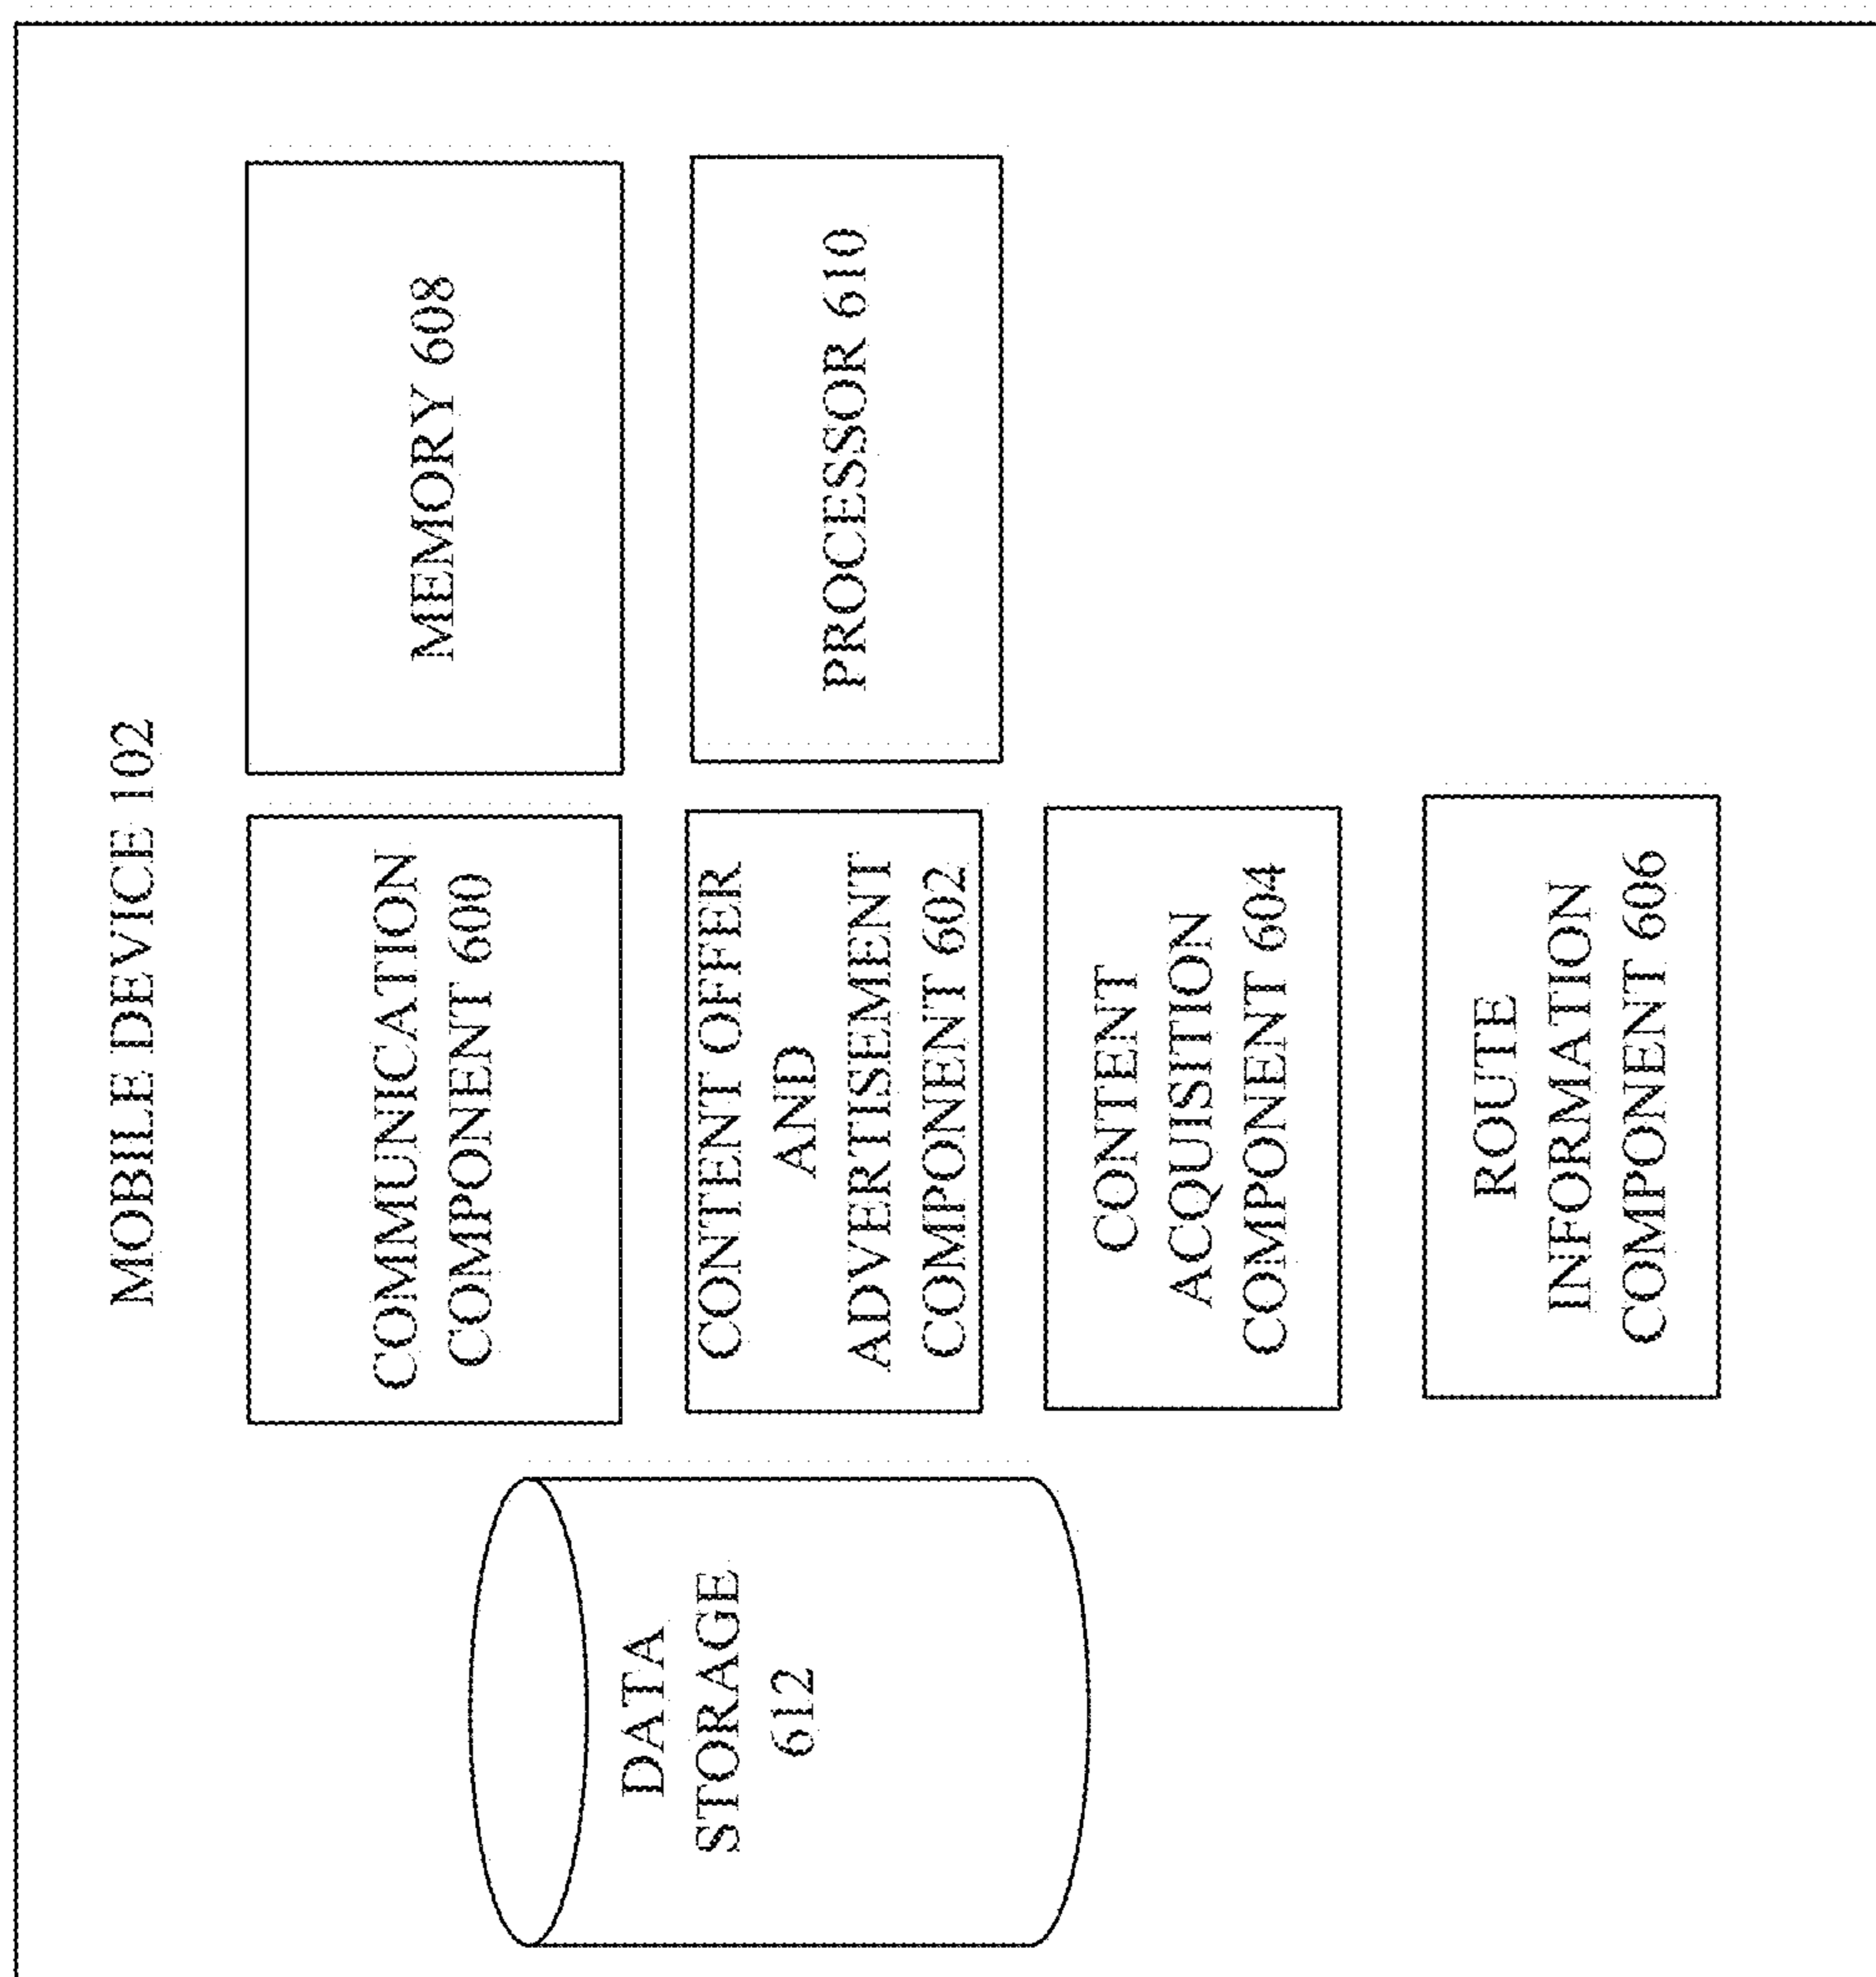 MOBILE DEVICE 102
DATA
STORAGE
612
COMMUNICATION
COMPONENT 600
CONTENT OFFER
AND
ADVERTISEMENT
COMPONENT 602
CONTENT
ACQUISITION
COMPONENT 604
ROUTE
INFORMATION
COMPONENT 606
MEMORY 608
PROCESSOR 610